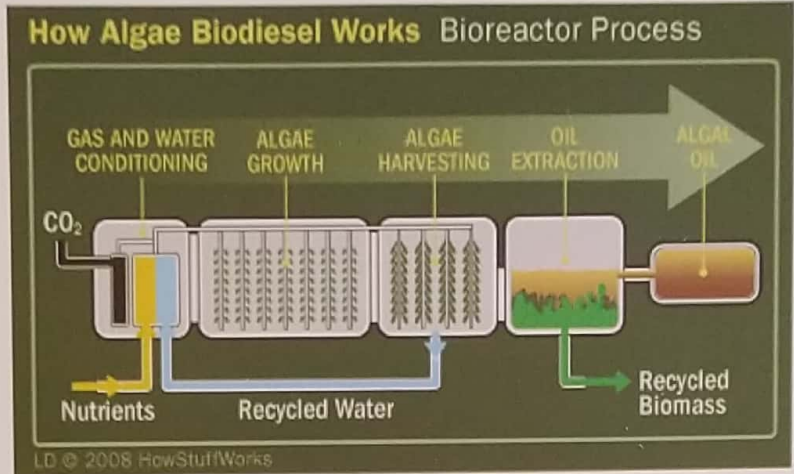 How Algae Biodiesel Works Bioreactor Process
GAS AND WATER
CONDITIONING
ALGAE
GROWTH
ALGAE
HARVESTING
OIL
EXTRACTION
ALGAL
OIL
CO₂
Nutrients
Recycled Water
Recycled
Biomass
LD © 2008 HowStuffWorks